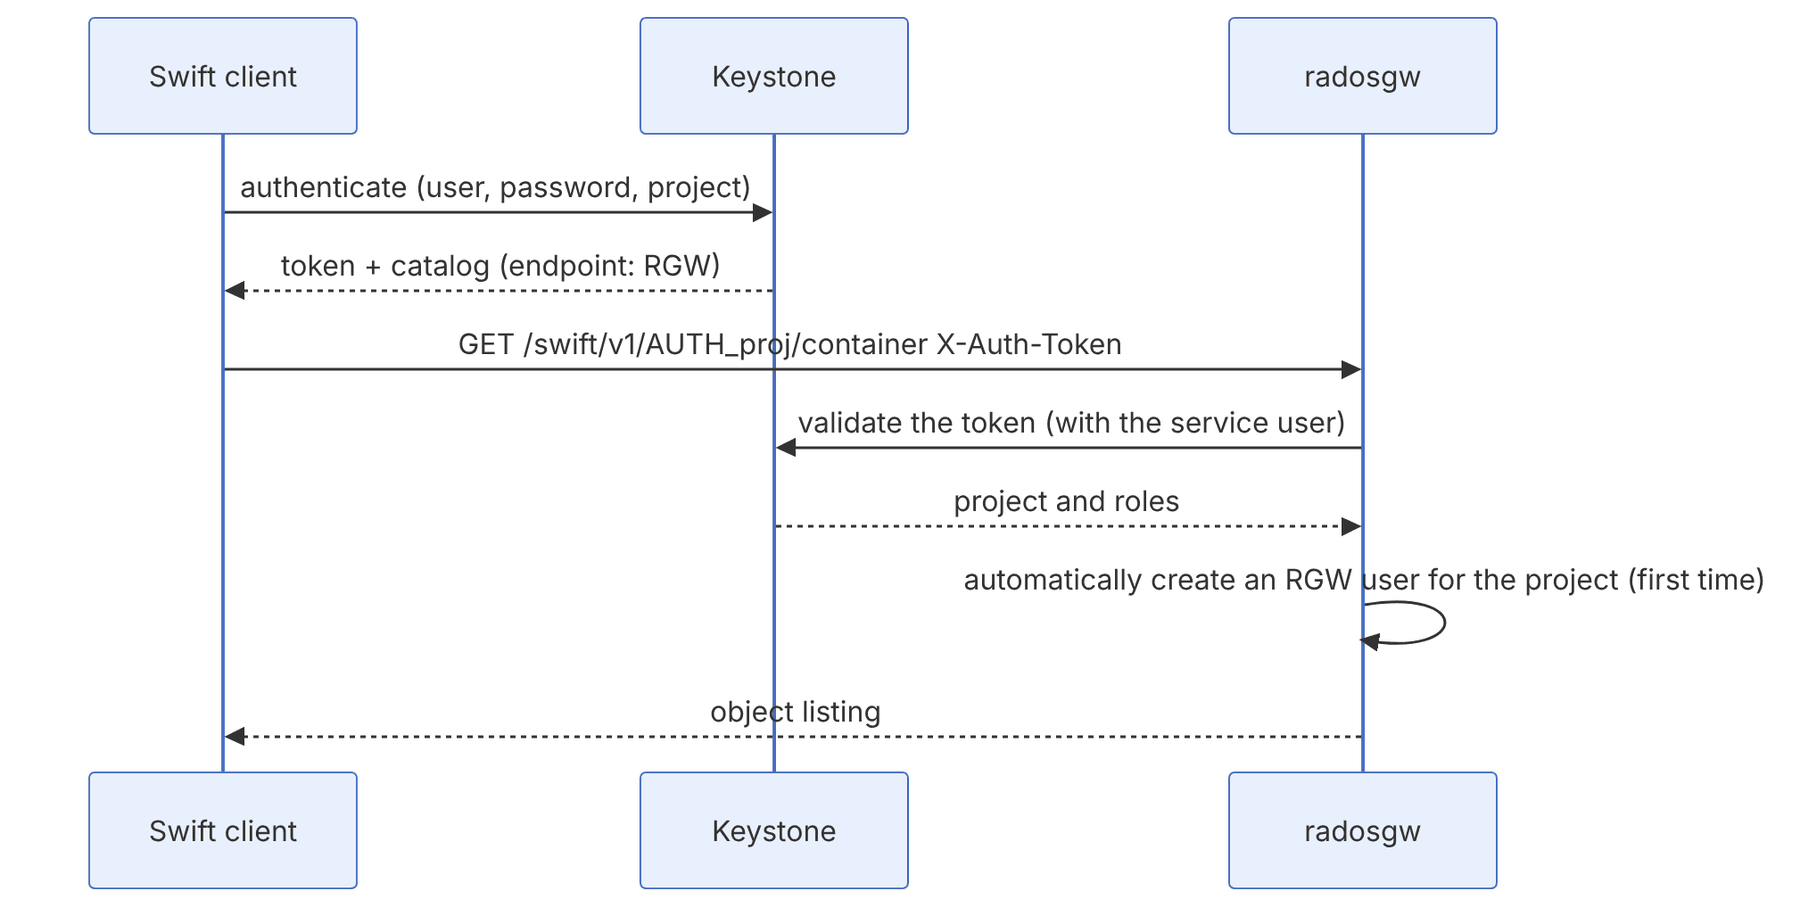 Swift client
Keystone
radosgw
authenticate (user, password, project)
token + catalog (endpoint: RGW)
GET /swift/v1/AUTH_proj/container X-Auth-Token
validate the token (with the service user)
project and roles
automatically create an RGW user for the project (first time)
object listing
Swift client
Keystone
radosgw